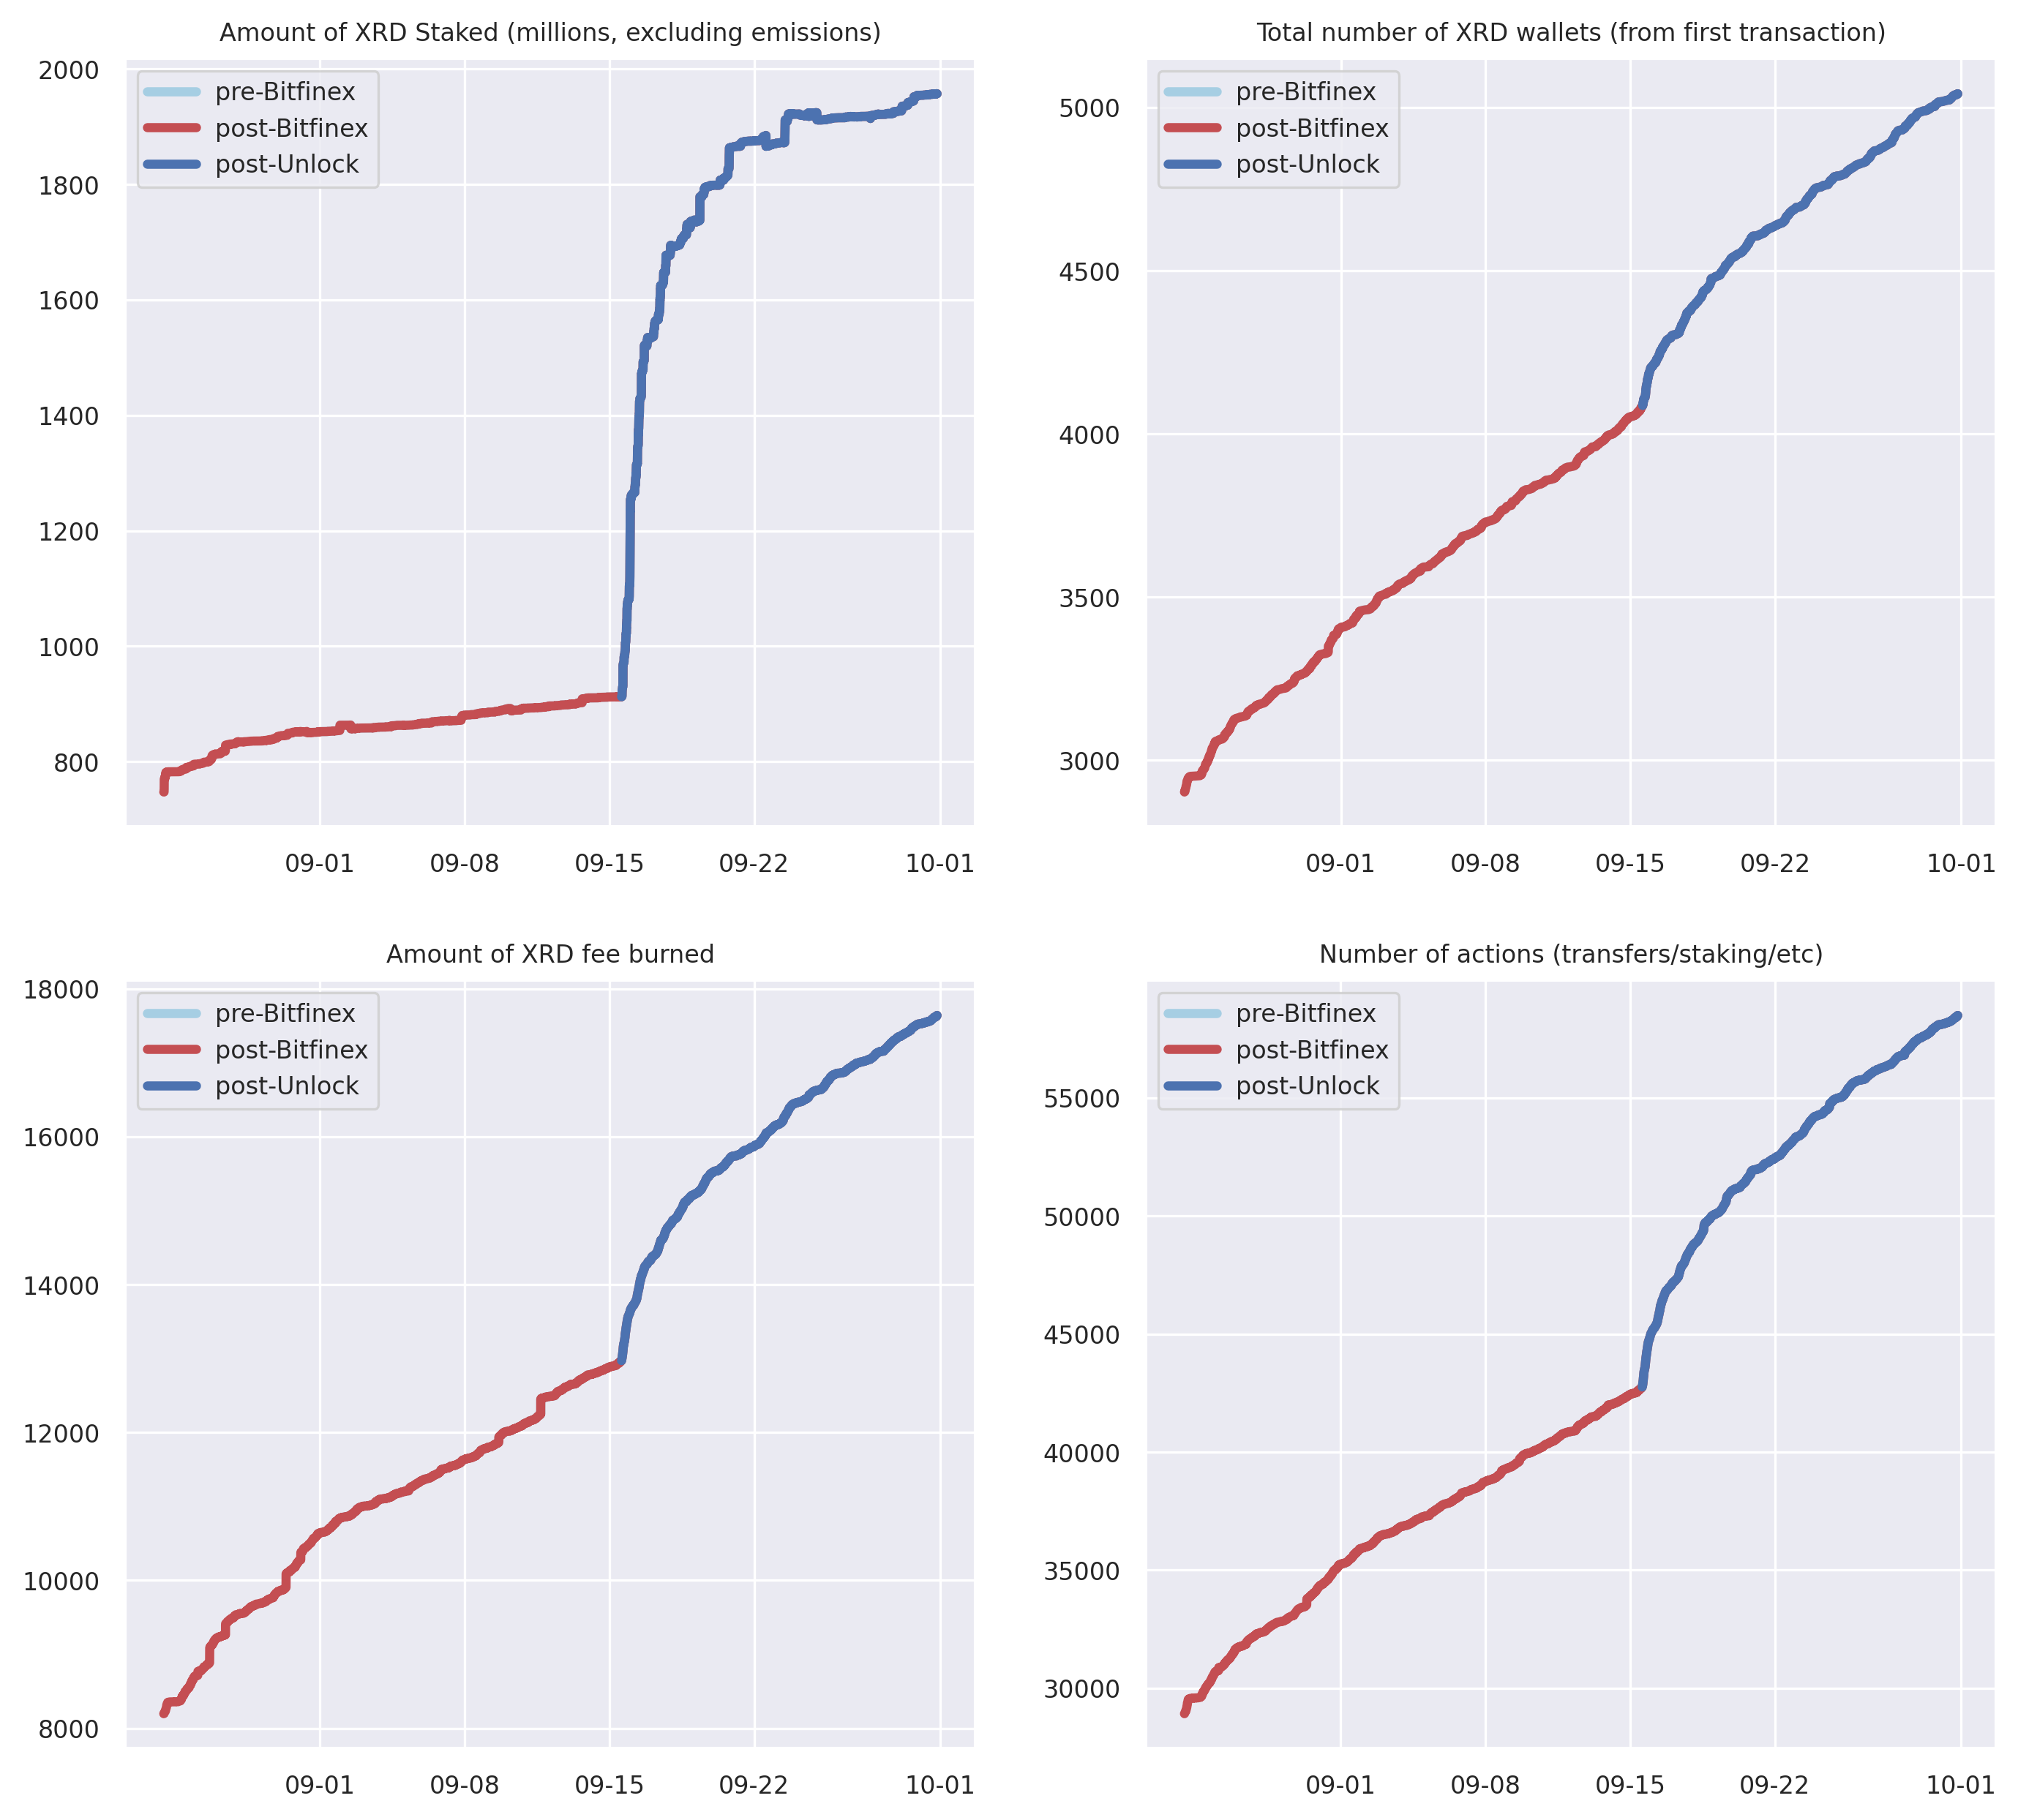 Amount of XRD Staked (millions, excluding emissions)
2000
1800
1600
1400
1200
1000
800
pre-Bitfinex
post-Bitfinex
post-Unlock
09-01 09-08 09-15 09-22 10-01
Total number of XRD wallets (from first transaction)
5000
4500
4000
3500
3000
pre-Bitfinex
post-Bitfinex
post-Unlock
09-01 09-08 09-15 09-22 10-01
Amount of XRD fee burned
18000
16000
14000
12000
10000
8000
pre-Bitfinex
post-Bitfinex
post-Unlock
09-01 09-08 09-15 09-22 10-01
Number of actions (transfers/staking/etc)
55000
50000
45000
40000
35000
30000
pre-Bitfinex
post-Bitfinex
post-Unlock
09-01 09-08 09-15 09-22 10-01